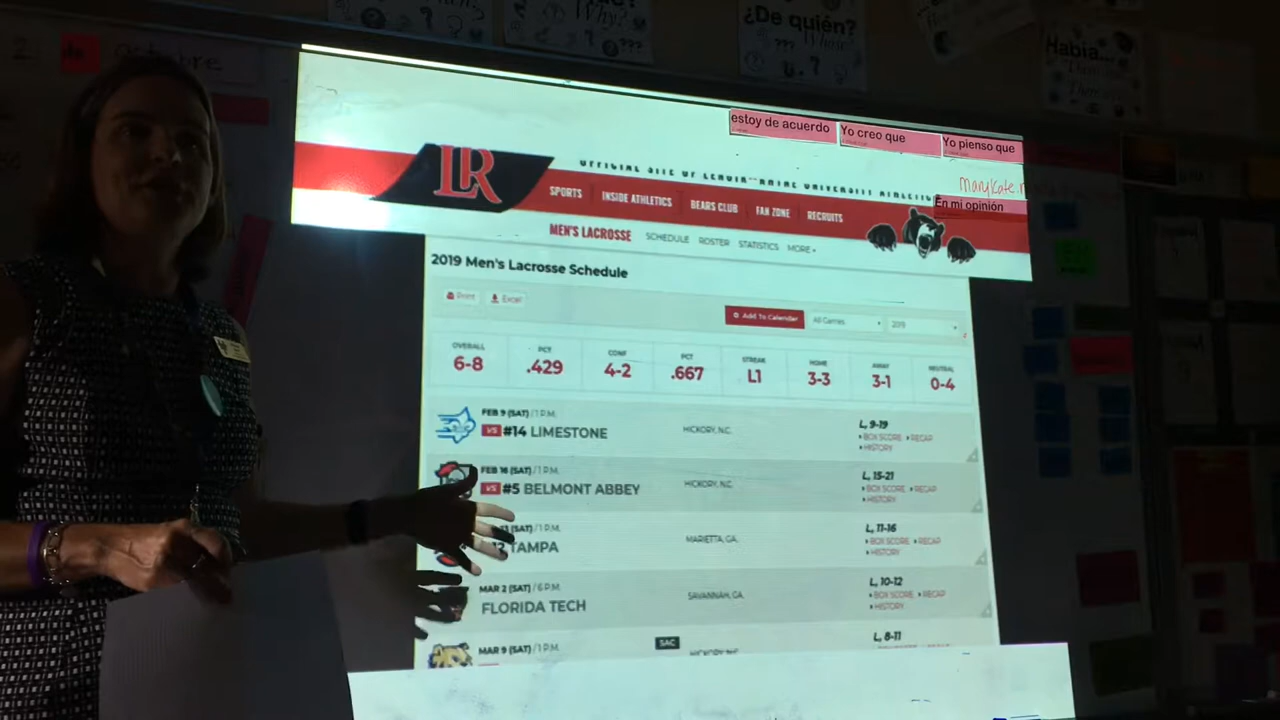 ¿De quién?
Whose?
Había...
estoy de acuerdo
Yo creo que
Yo pienso que
En mi opinión
LR
SPORTS
INSIDE ATHLETICS
BEARS CLUB
FAN ZONE
RECRUITS
MEN'S LACROSSE
SCHEDULE
ROSTER
STATISTICS
MORE
2019 Men's Lacrosse Schedule
Print
Excel
Add To Calendar
All Games
2019
OVERALL
6-8
PCT
.429
CONF
4-2
PCT
.667
STREAK
L1
HOME
3-3
AWAY
3-1
NEUTRAL
0-4
FEB 9 (SAT) / 1 P.M.
VS #14 LIMESTONE
HICKORY, N.C.
L, 9-19
BOX SCORE RECAP
HISTORY
FEB 16 (SAT) / 1 P.M.
VS #5 BELMONT ABBEY
HICKORY, N.C.
L, 15-21
BOX SCORE RECAP
HISTORY
(SAT) / 1 P.M.
TAMPA
MARIETTA, GA.
L, 11-16
BOX SCORE RECAP
HISTORY
MAR 2 (SAT) / 6 P.M.
FLORIDA TECH
SAVANNAH, GA.
L, 10-12
BOX SCORE RECAP
HISTORY
MAR 9 (SAT) / 1 P.M.
SAC
L, 8-11